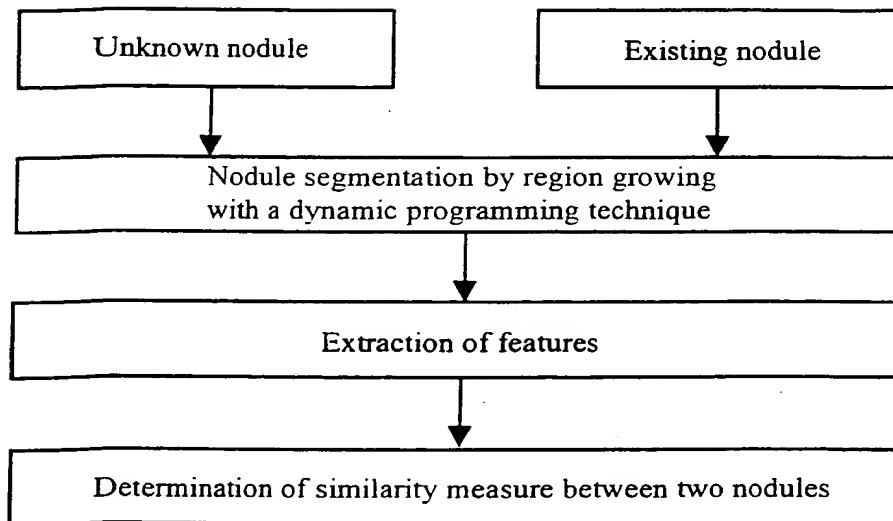 Unknown nodule
Existing nodule
Nodule segmentation by region growing
with a dynamic programming technique
Extraction of features
Determination of similarity measure between two nodules